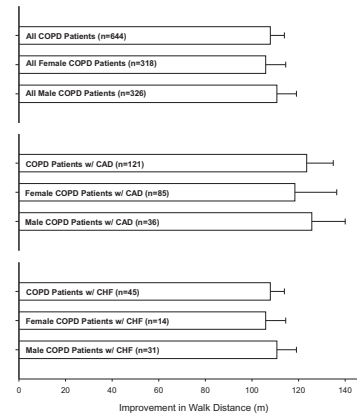 All COPD Patients (n=644)
All Female COPD Patients (n=318)
All Male COPD Patients (n=326)
COPD Patients w/ CAD (n=121)
Female COPD Patients w/ CAD (n=85)
Male COPD Patients w/ CAD (n=36)
COPD Patients w/ CHF (n=45)
Female COPD Patients w/ CHF (n=14)
Male COPD Patients w/ CHF (n=31)
0 20 40 60 80 100 120 140
Improvement in Walk Distance (m)